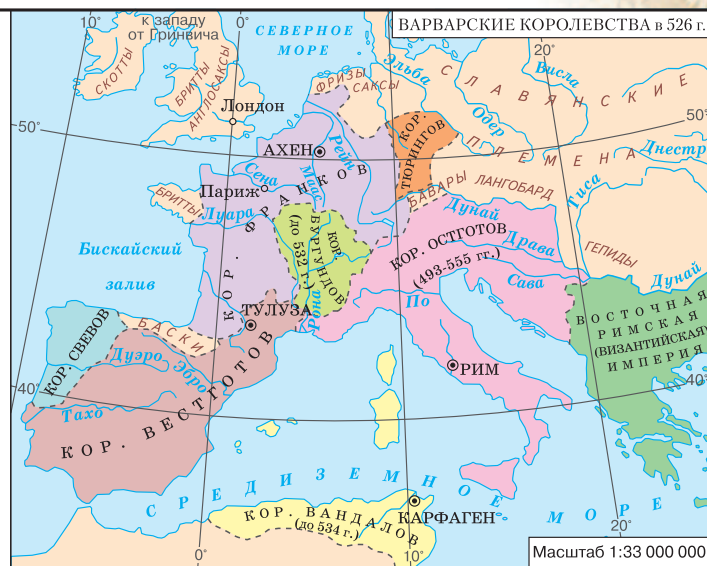 ВАРВАРСКИЕ КОРОЛЕВСТВА в 526 г.
10°
к западу
от Гринвича
0°
20°
СЕВЕРНОЕ
МОРЕ
СКОТТЫ
БРИТТЫ
АНГЛОСАКСЫ
Лондон
ФРИЗЫ
САКСЫ
Эльба
Висла
Одер
СЛАВЯНСКИЕ
ПЛЕМЕНА
50°
50°
Днестр
АХЕН
Рейн
Маас
Сена
Париж
КОР. ТЮРИНГОВ
БАВАРЫ
ЛАНГОБАРД
Тиса
БРИТТЫ
Луара
КОР. ФРАНКОВ
КОР.
БУРГУНДОВ
(до 532 г.)
Дунай
КОР. ОСТГОТОВ
(493-555 гг.)
Драва
Сава
ГЕПИДЫ
Дунай
Бискайский
залив
По
Рона
ВОСТОЧНАЯ
РИМСКАЯ
(ВИЗАНТИЙСКАЯ
ИМПЕРИЯ
ТУЛУЗА
БАСКИ
КОР. СВЕВОВ
Дуэро
Эбро
Тахо
КОР. ВЕСТГОТОВ
РИМ
40°
40°
СРЕДИЗЕМНОЕ МОРЕ
КОР. ВАНДАЛОВ
(до 534 г.)
КАРФАГЕН
0°
10°
20°
Масштаб 1:33 000 000